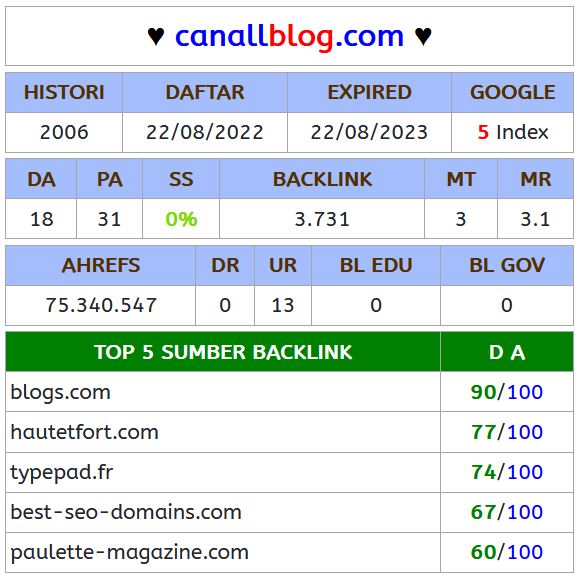 ♥ canallblog.com ♥
HISTORI DAFTAR EXPIRED GOOGLE
2006 22/08/2022 22/08/2023 5 Index
DA PA SS BACKLINK MT MR
18 31 0% 3.731 3 3.1
AHREFS DR UR BL EDU BL GOV
75.340.547 0 13 0 0
TOP 5 SUMBER BACKLINK D A
blogs.com 90/100
hautetfort.com 77/100
typepad.fr 74/100
best-seo-domains.com 67/100
paulette-magazine.com 60/100